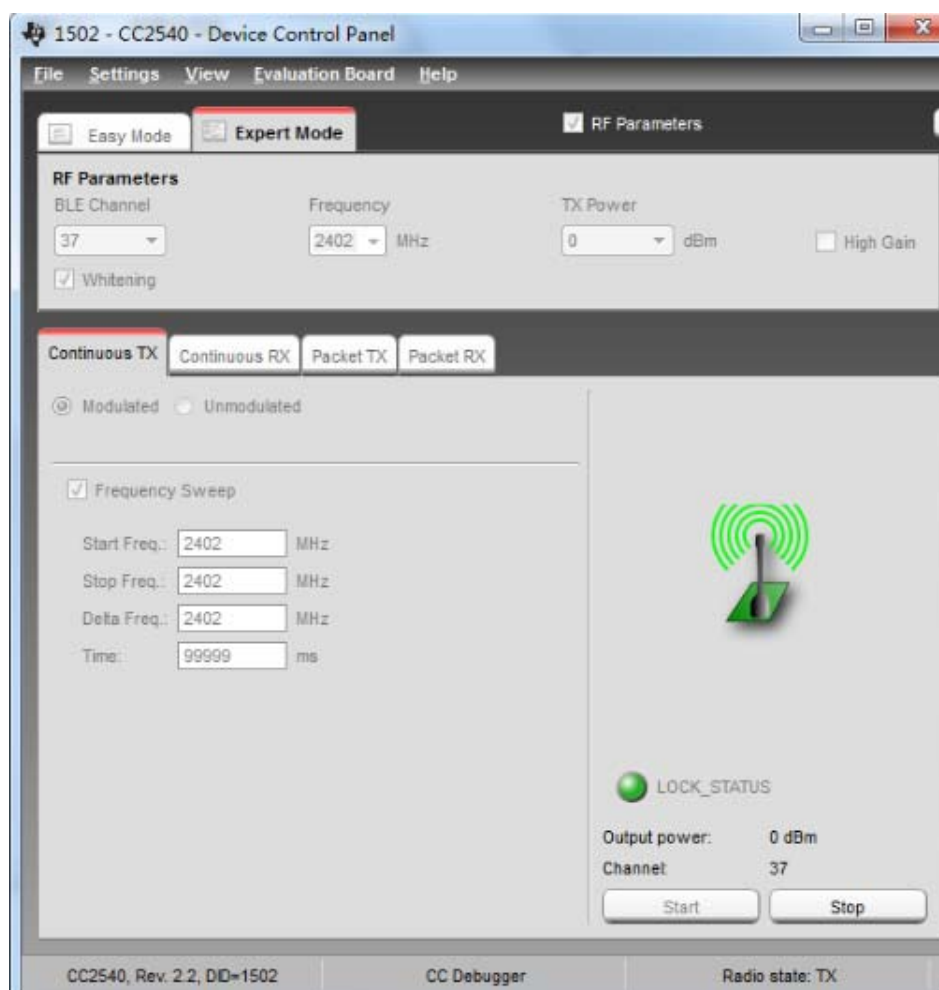 1502 - CC2540 - Device Control Panel
File Settings View Evaluation Board Help
Easy Mode Expert Mode RF Parameters
RF Parameters
BLE Channel Frequency TX Power
37 2402 MHz 0 dBm High Gain
Whitening
Continuous TX Continuous RX Packet TX Packet RX
Modulated Unmodulated
Frequency Sweep
Start Freq.: 2402 MHz
Stop Freq.: 2402 MHz
Delta Freq.: 2402 MHz
Time: 99999 ms
LOCK_STATUS
Output power: 0 dBm
Channel: 37
Start Stop
CC2540, Rev. 2.2, DID=1502 CC Debugger Radio state: TX